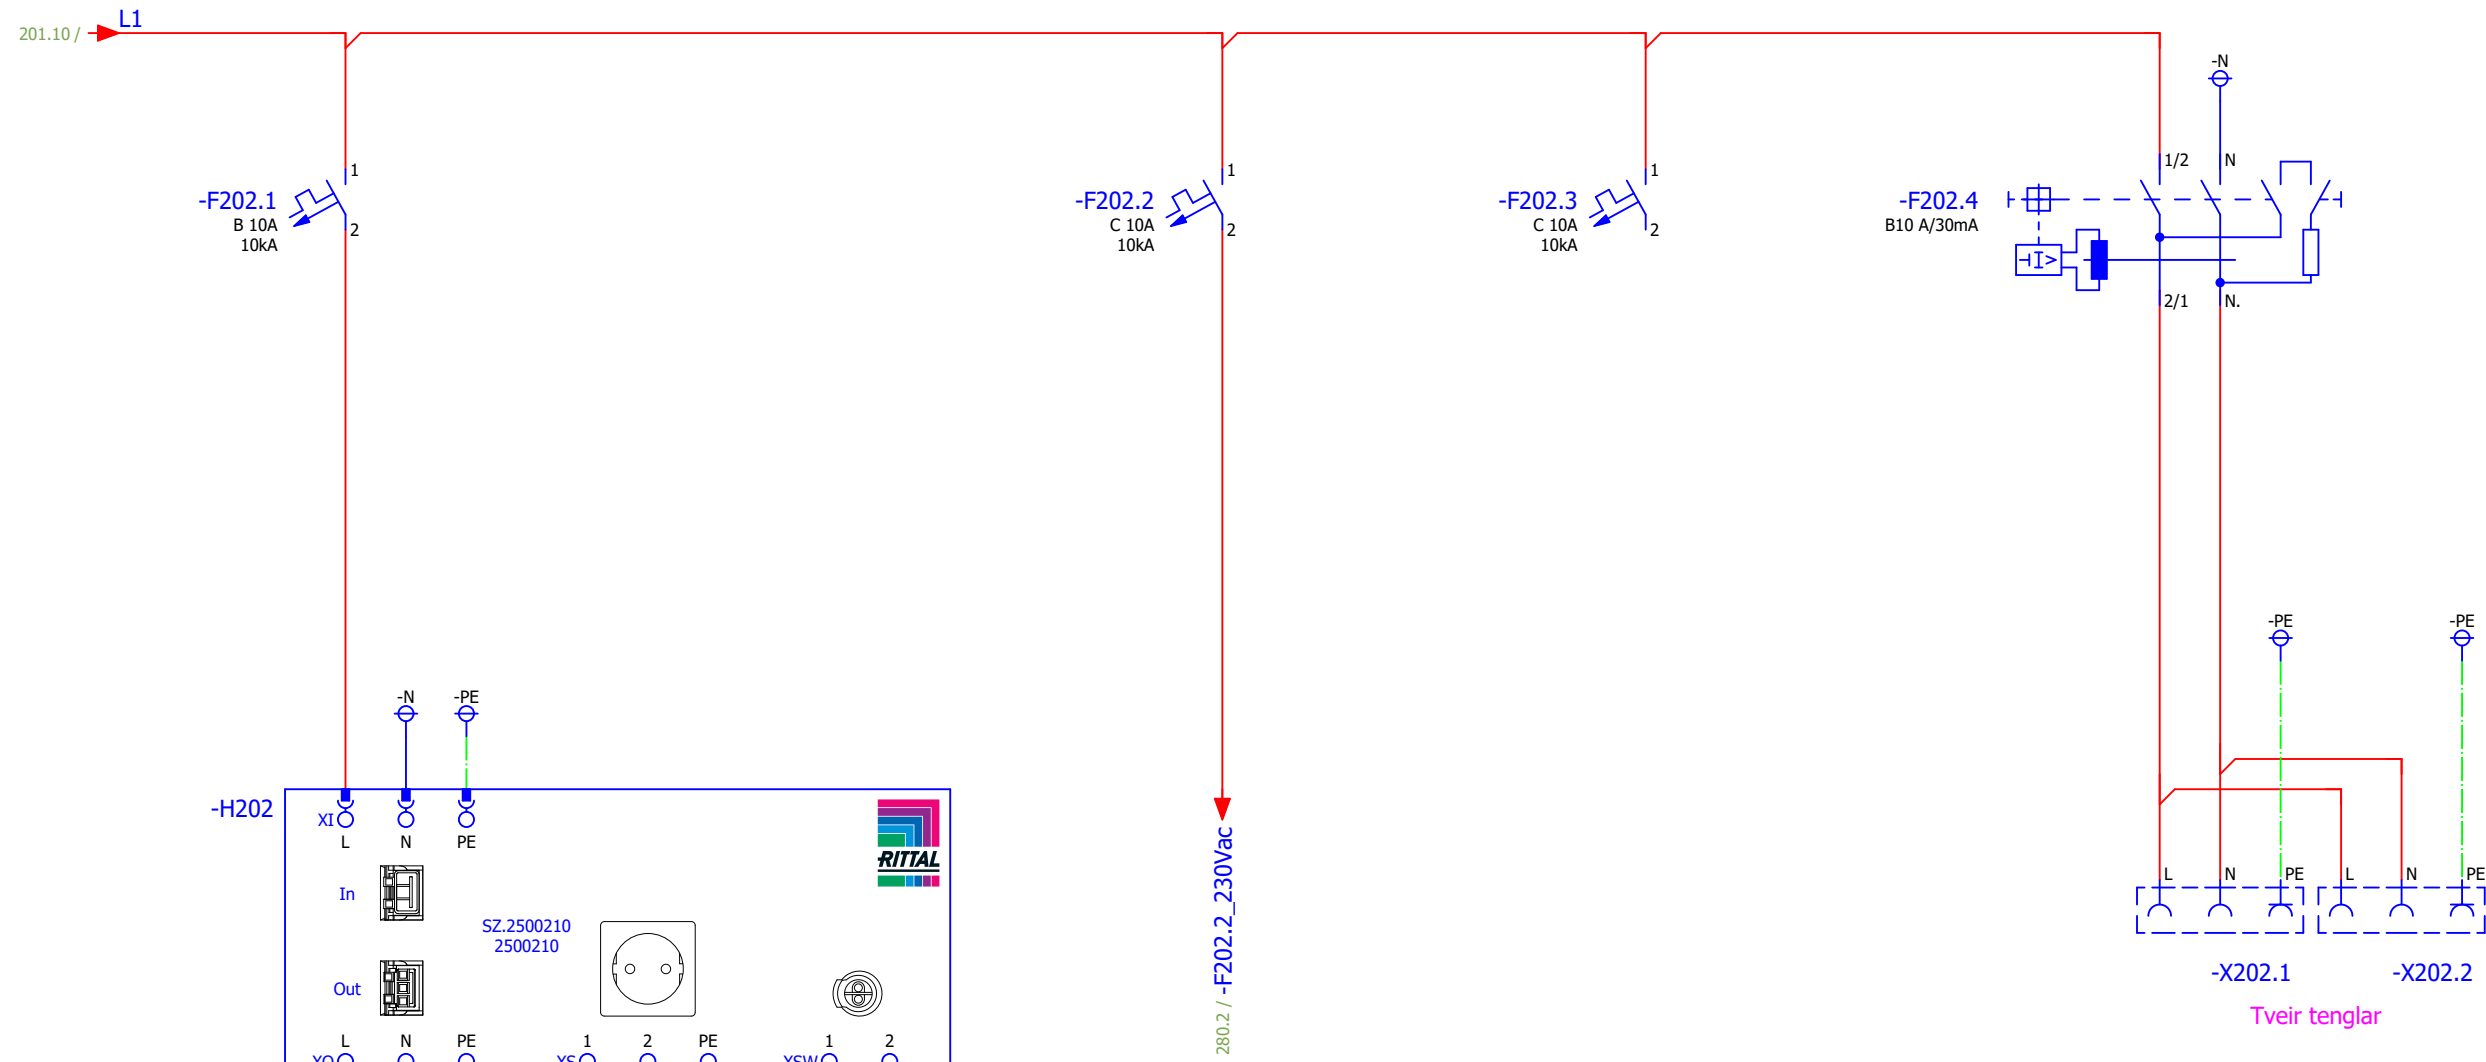 L1
201.10 /
-N
1
1
1
1/2
N
-F202.1
B 10A
10kA
2
-F202.2
C 10A
10kA
2
-F202.3
C 10A
10kA
2
-F202.4
B10 A/30mA
I>
2/1
N.
-PE
-PE
-N
-PE
-H202
XI
L
N
PE
RITTAL
In
SZ.2500210
2500210
Out
L
N
PE
1
2
PE
1
2
XO
XS
XSW
-F202.2_230Vac
280.2 /
L
N
PE
L
N
PE
-X202.1
-X202.2
Tveir tenglar